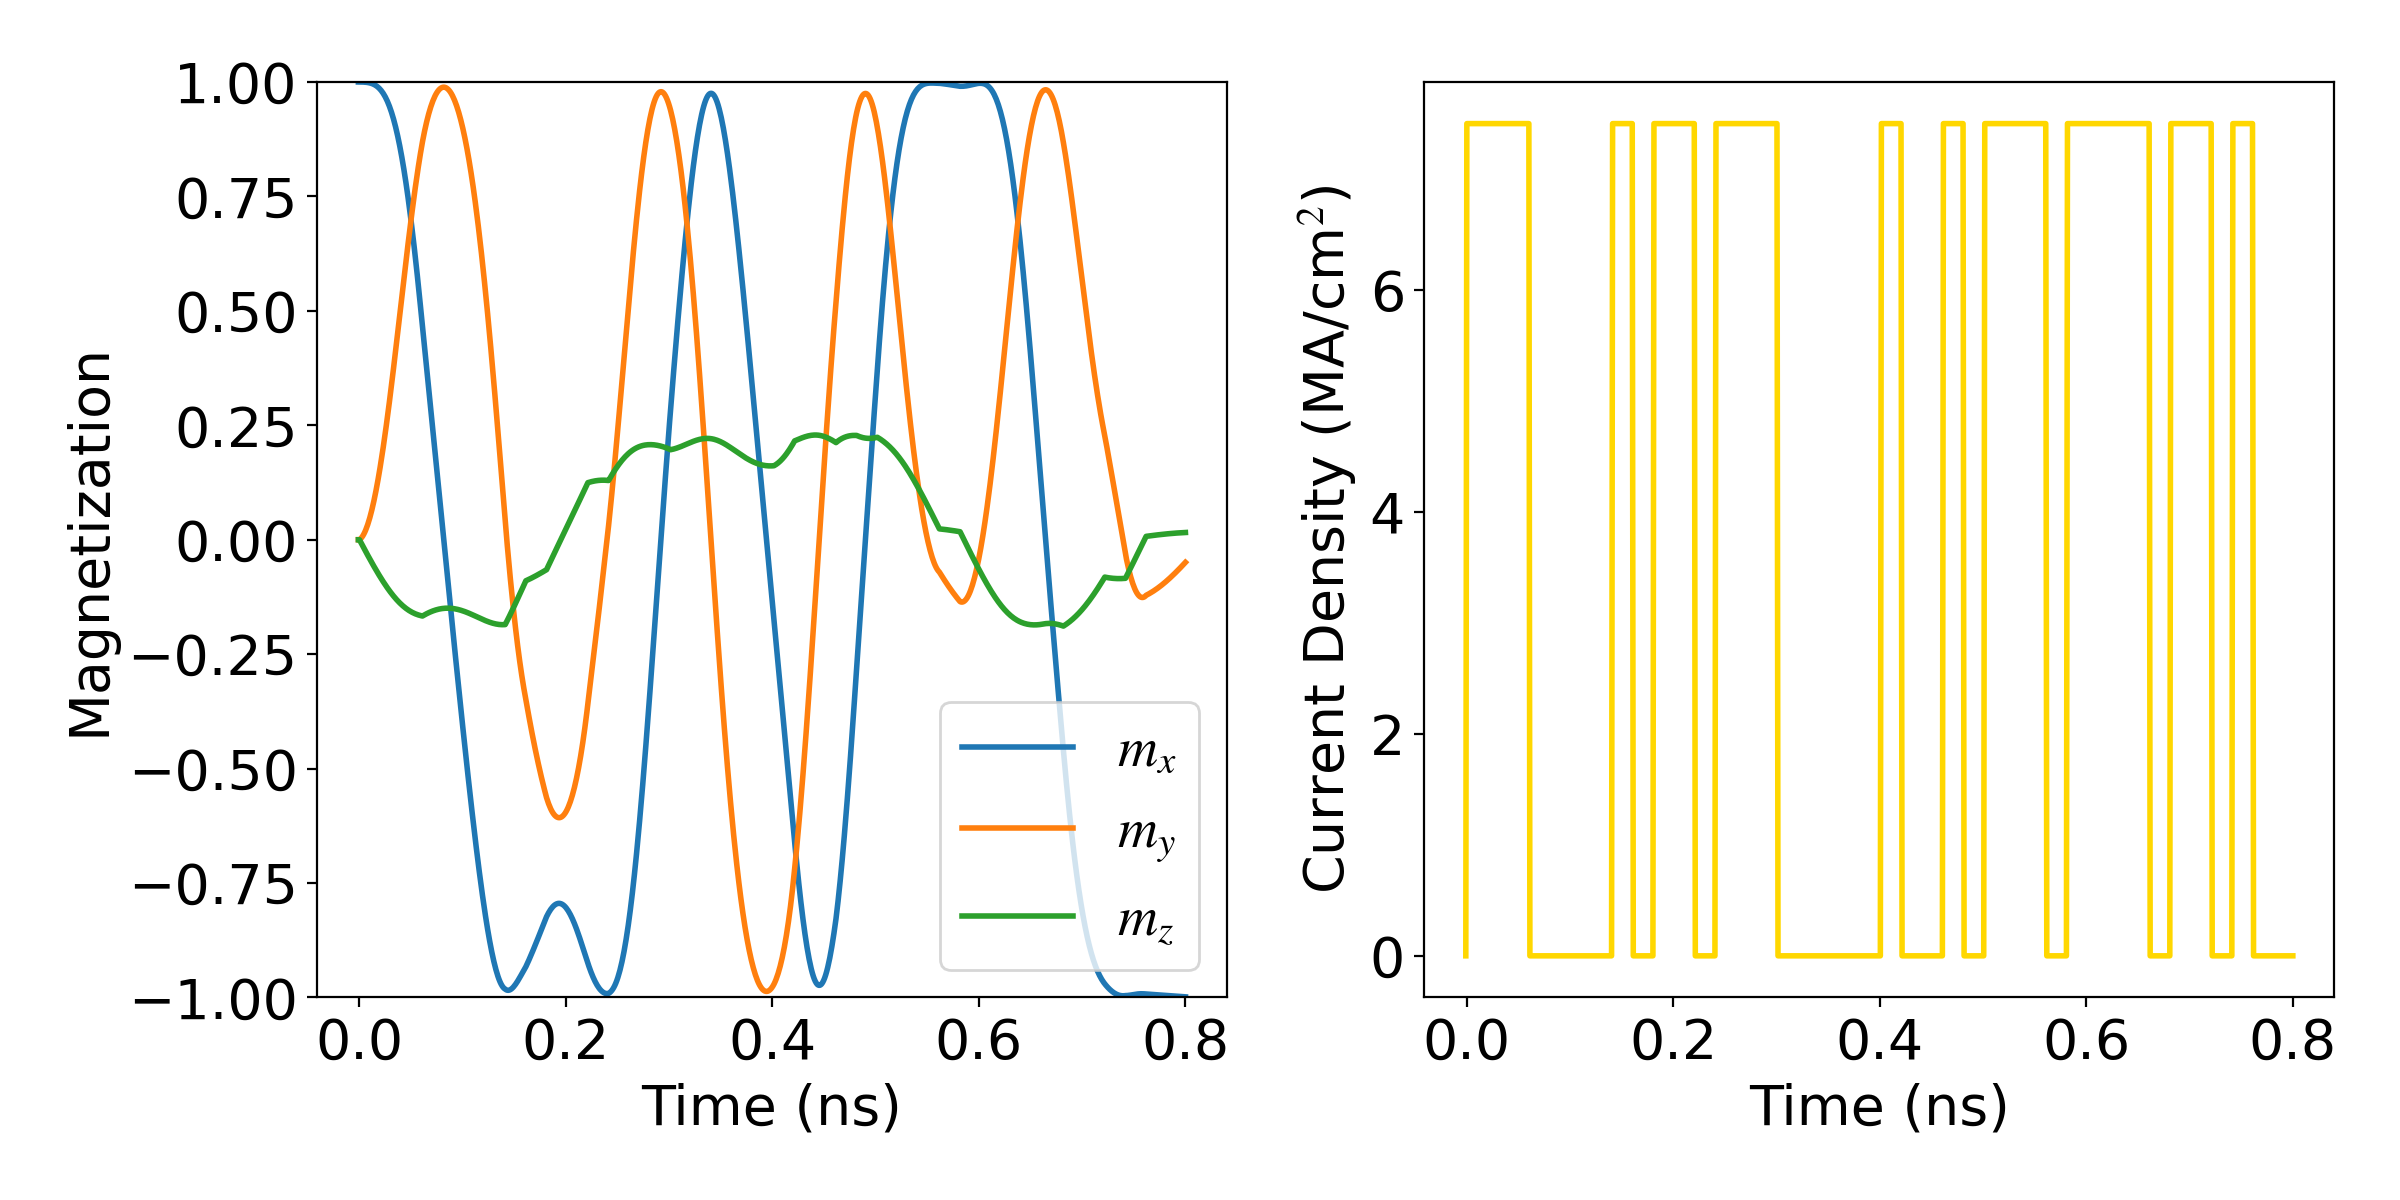 1.00
0.75
0.50
0.25
0.00
−0.25
−0.50
−0.75
−1.00
Magnetization
0.0 0.2 0.4 0.6 0.8
Time (ns)
m_x
m_y
m_z
6
4
2
0
Current Density (MA/cm²)
0.0 0.2 0.4 0.6 0.8
Time (ns)